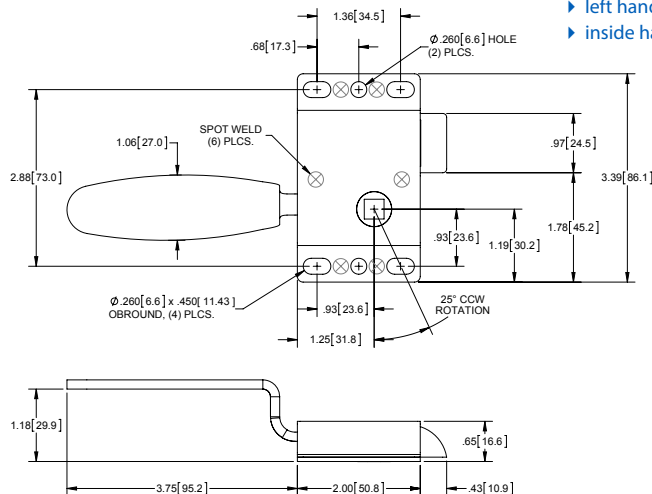 ▸ left hand
▸ inside ha
1.36[34.5]
.68[17.3]
Ø.260[6.6] HOLE
(2) PLCS.
SPOT WELD
(6) PLCS.
1.06[27.0]
2.88[73.0]
.97[24.5]
3.39[86.1]
1.78[45.2]
.93[23.6]
1.19[30.2]
Ø.260[6.6] x .450[ 11.43]
OBROUND, (4) PLCS.
.93[23.6]
25° CCW
ROTATION
1.25[31.8]
1.18[29.9]
.65[16.6]
3.75[95.2]
2.00[50.8]
.43[10.9]